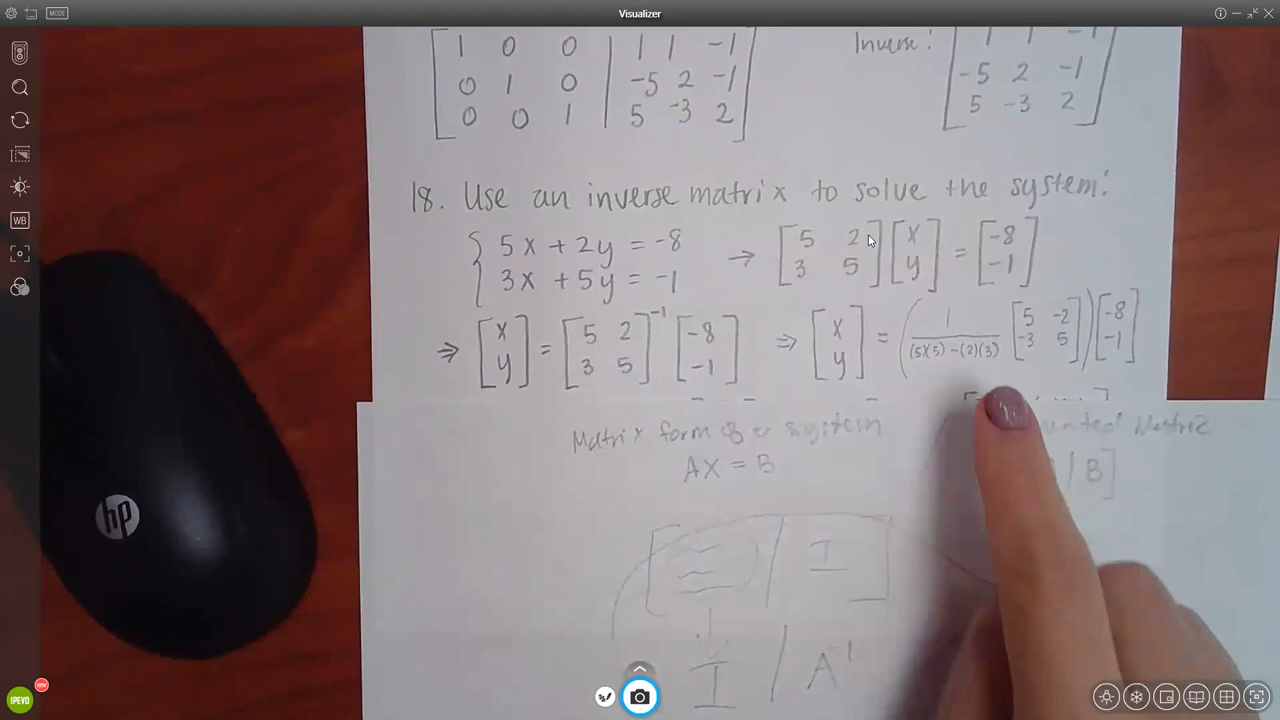 MODE
Visualizer
[1 0 0 | 1 1 -1]
[0 1 0 | -5 2 -1]
[0 0 1 | 5 -3 2]
Inverse:
[1 1 -1]
[-5 2 -1]
[5 -3 2]
18. Use an inverse matrix to solve the system:
{5x + 2y = -8
{3x + 5y = -1
→ [5 2; 3 5] [x; y] = [-8; -1]
⇒ [x; y] = [5 2; 3 5]^-1 [-8; -1]
⇒ [x; y] = (1/((5)(5) - (2)(3)) [5 -2; -3 5]) [-8; -1]
Matrix form of a system
AX = B
Matrix
| B]
[ | I ]
I | A^-1
hp
WB
IPEVO
new